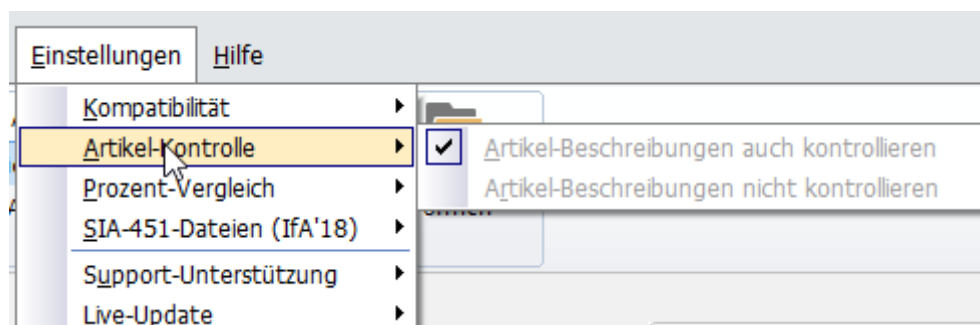 Einstellungen Hilfe
Kompatibilität
Artikel-Kontrolle
Artikel-Beschreibungen auch kontrollieren
Prozent-Vergleich
Artikel-Beschreibungen nicht kontrollieren
SIA-451-Dateien (IfA'18)
Support-Unterstützung
Live-Update